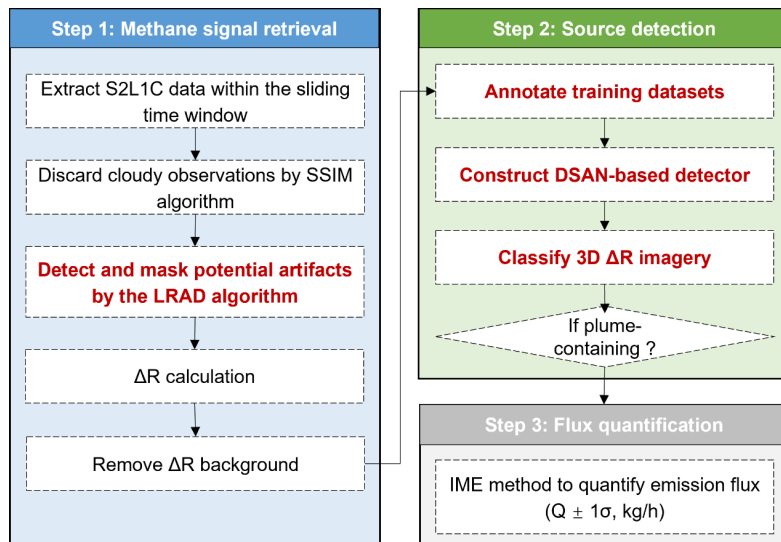 Step 1: Methane signal retrieval
Extract S2L1C data within the sliding
time window
Discard cloudy observations by SSIM
algorithm
Detect and mask potential artifacts
by the LRAD algorithm
ΔR calculation
Remove ΔR background
Step 2: Source detection
Annotate training datasets
Construct DSAN-based detector
Classify 3D ΔR imagery
If
plume-
containing ?
Step 3: Flux quantification
IME method to quantify emission flux
(Q ± 1σ, kg/h)